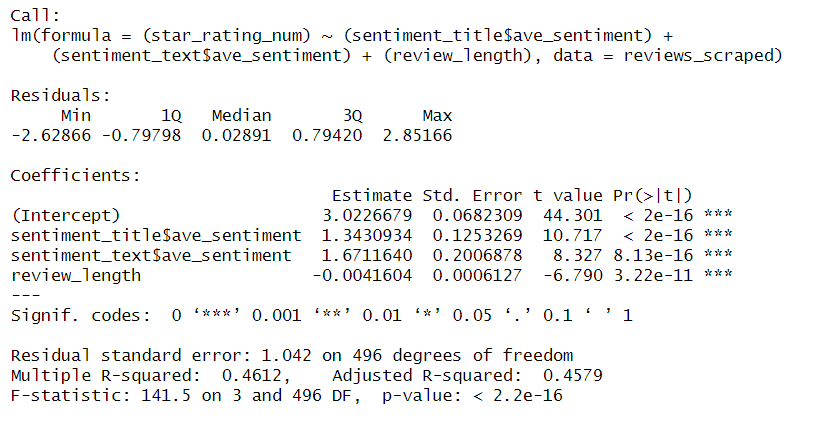 Call:
lm(formula = (star_rating_num) ~ (sentiment_title$ave_sentiment) +
    (sentiment_text$ave_sentiment) + (review_length), data = reviews_scraped)
Residuals:
     Min       1Q   Median       3Q      Max
-2.62866 -0.79798  0.02891  0.79420  2.85166
Coefficients:
                              Estimate Std. Error t value Pr(>|t|)
(Intercept)                  3.0226679  0.0682309  44.301  < 2e-16 ***
sentiment_title$ave_sentiment  1.3430934  0.1253269  10.717  < 2e-16 ***
sentiment_text$ave_sentiment   1.6711640  0.2006878   8.327 8.13e-16 ***
review_length               -0.0041604  0.0006127  -6.790 3.22e-11 ***
---
Signif. codes:  0 ‘***’ 0.001 ‘**’ 0.01 ‘*’ 0.05 ‘.’ 0.1 ‘ ’ 1
Residual standard error: 1.042 on 496 degrees of freedom
Multiple R-squared:  0.4612,    Adjusted R-squared:  0.4579
F-statistic: 141.5 on 3 and 496 DF,  p-value: < 2.2e-16